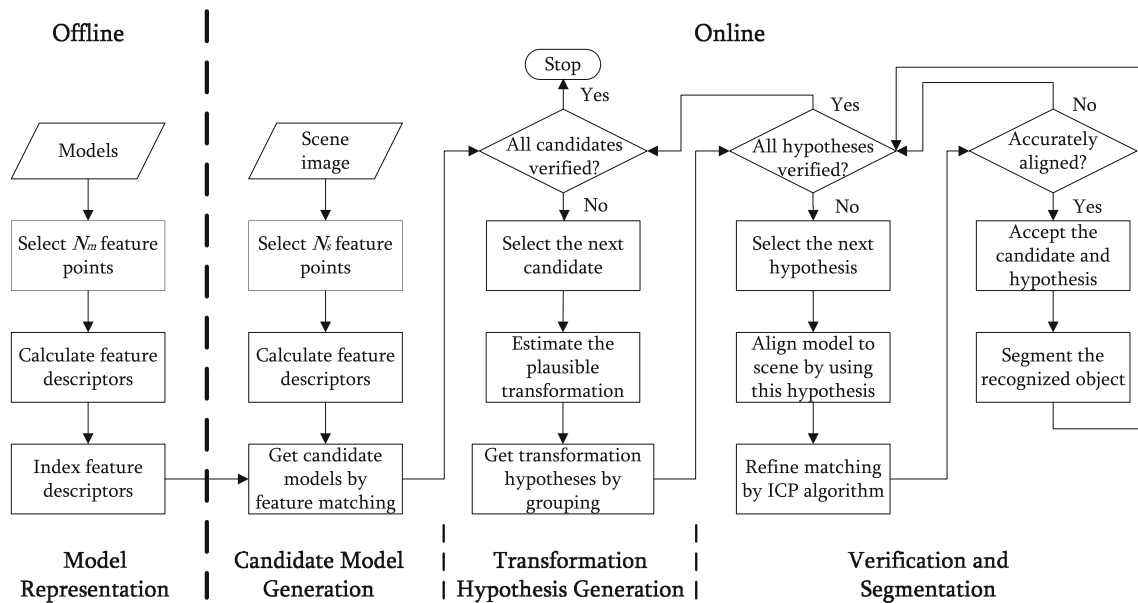 Offline
Online
Models
Select Nm feature
points
Calculate feature
descriptors
Index feature
descriptors
Model
Representation
Scene
image
Select Ns feature
points
Calculate feature
descriptors
Get candidate
models by
feature matching
Candidate Model
Generation
Stop
Yes
All candidates
verified?
No
Select the next
candidate
Estimate the
plausible
transformation
Get transformation
hypotheses by
grouping
Transformation
Hypothesis Generation
Yes
All hypotheses
verified?
No
Select the next
hypothesis
Align model to
scene by using
this hypothesis
Refine matching
by ICP algorithm
No
Accurately
aligned?
Yes
Accept the
candidate and
hypothesis
Segment the
recognized object
Verification and
Segmentation